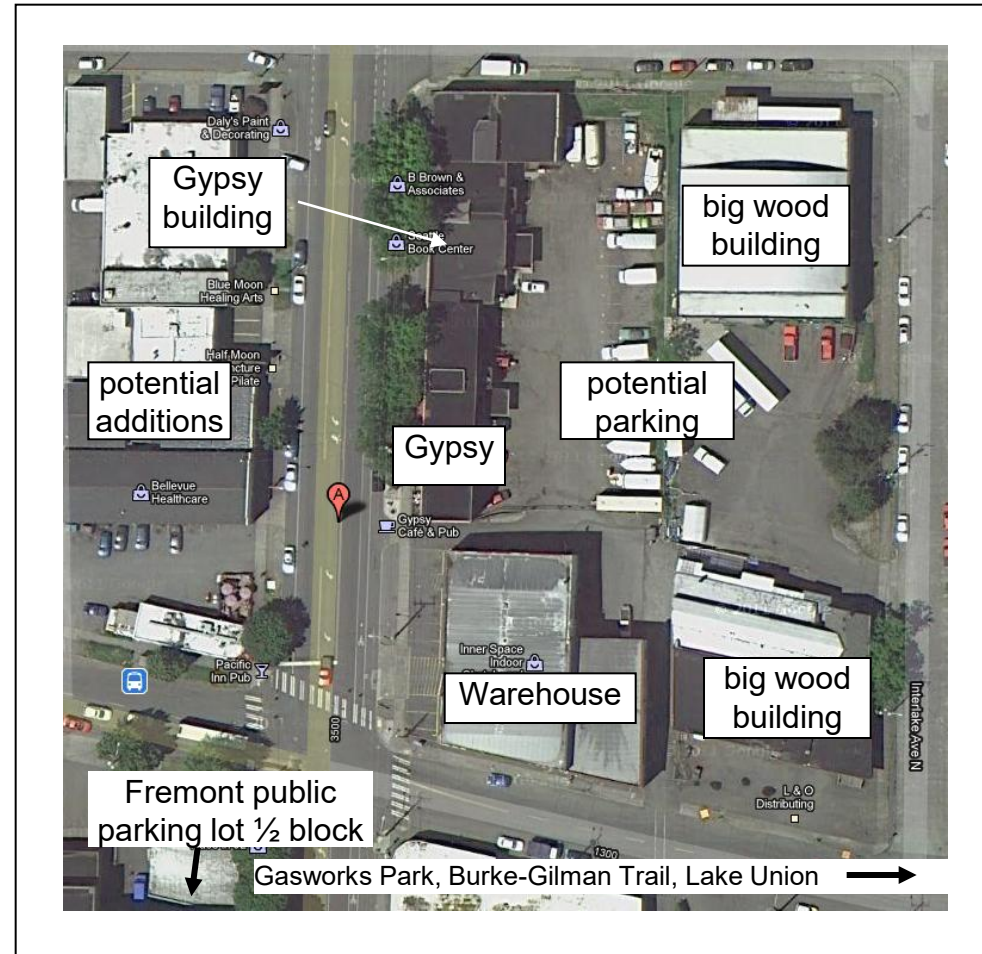 Daly's Paint
& Decorating
Gypsy
building
B Brown &
Associates
Seattle
Book Center
big wood
building
Blue Moon
Healing Arts
Half Moon
potential
additions
potential
parking
Gypsy
Bellevue
Healthcare
A
Gypsy
Café & Pub
Inner Space
Indoor
Warehouse
big wood
building
Pacific
Inn Pub
3500
Interlake Ave N
L & O
Distributing
Fremont public
parking lot ½ block
1300
Gasworks Park, Burke-Gilman Trail, Lake Union